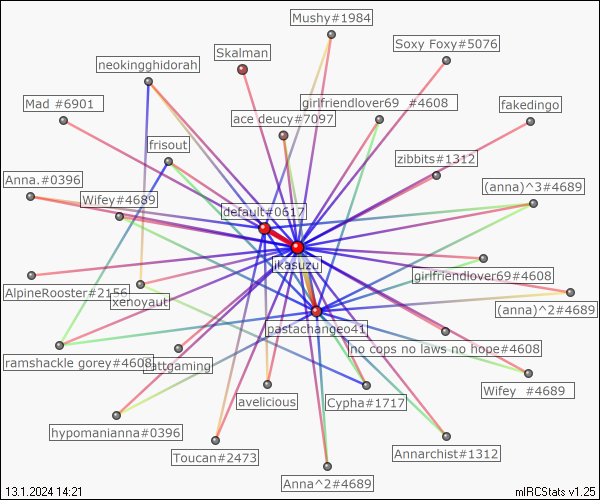 Mushy#1984
Soxy Foxy#5076
Skalman
neokingghidorah
Mad #6901
girlfriendlover69 #4608
fakedingo
ace deucy#7097
frisout
zibbits#1312
Anna.#0396
(anna)^3#4689
Wifey#4689
default#0617
jkasuzu
girlfriendlover69#4608
AlpineRooster#2156
xenoyaut
(anna)^2#4689
pastachangeo41
no cops no laws no hope#4608
ramshackle gorey#4608
attgaming
Wifey #4689
avelicious
Cypha#1717
hypomanianna#0396
Annarchist#1312
Toucan#2473
Anna^2#4689
13.1.2024 14:21
mIRCStats v1.25